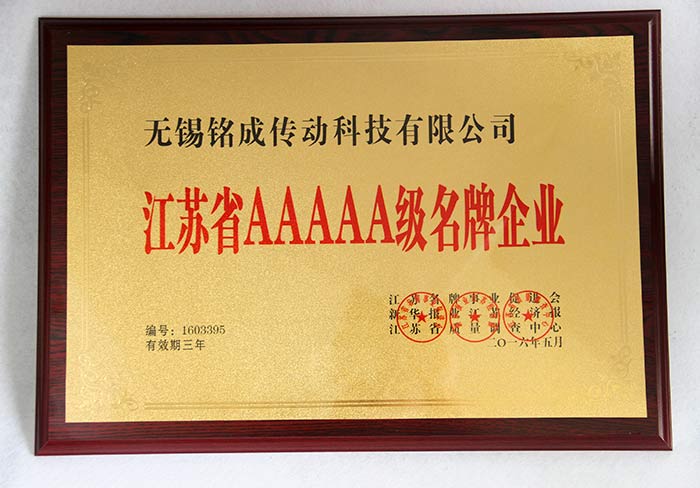 无锡铭成传动科技有限公司
江苏省AAAAA级名牌企业
江苏名牌事业促进会
新华报业江苏经济报
江苏省质量调查中心
二〇一六年五月
编号：1603395
有效期三年